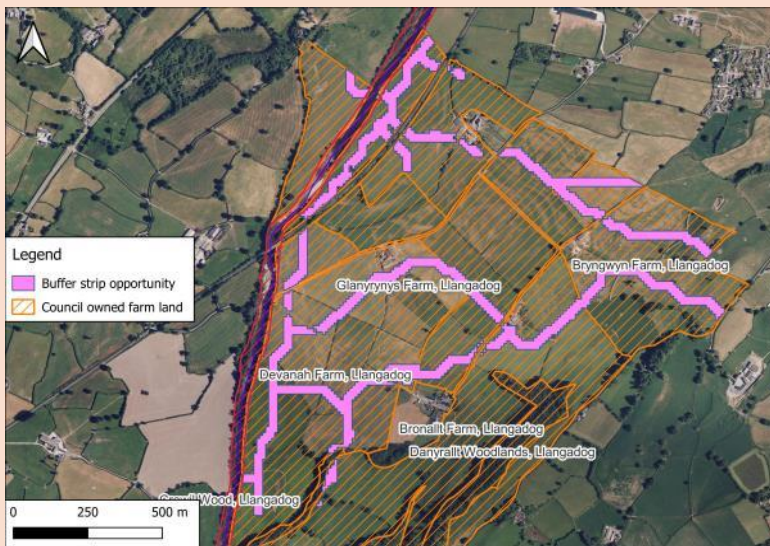 Legend
Buffer strip opportunity
Council owned farm land
Bryngwyn Farm, Llangadog
Glanyrynys Farm, Llangadog
Devanah Farm, Llangadog
Bronallt Farm, Llangadog
Danyrallt Woodlands, Llangadog
Wood, Llangadog
0 250 500 m